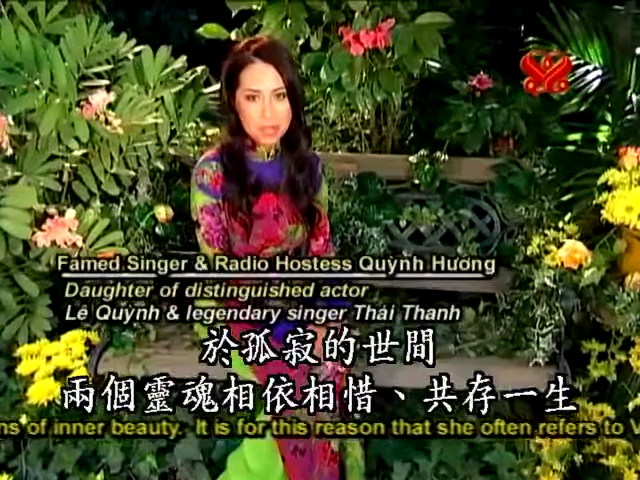 Famed Singer & Radio Hostess Quỳnh Hương
Daughter of distinguished actor
Lê Quỳnh & legendary singer Thái Thanh
於孤寂的世間
兩個靈魂相依相惜、共存一生
of inner beauty. It is for this reason that she often refers to